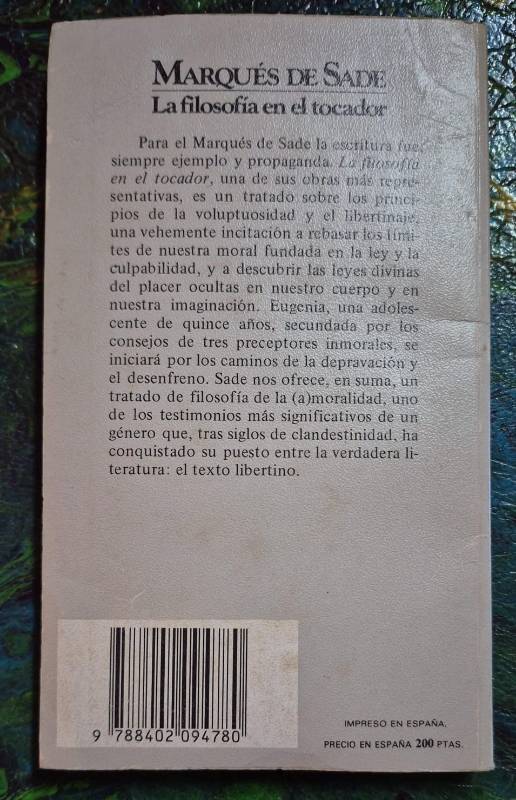 MARQUÉS DE SADE
La filosofía en el tocador
Para el Marqués de Sade la escritura fue,
siempre ejemplo y propaganda. La filosofía
en el tocador, una de sus obras más repre-
sentativas, es un tratado sobre los princi-
pios de la voluptuosidad y el libertinaje,
una vehemente incitación a rebasar los lími-
tes de nuestra moral fundada en la ley y la
culpabilidad, y a descubrir las leyes divinas
del placer ocultas en nuestro cuerpo y en
nuestra imaginación. Eugenia, una adoles-
cente de quince años, secundada por los
consejos de tres preceptores inmorales, se
iniciará por los caminos de la depravación y
el desenfreno. Sade nos ofrece, en suma, un
tratado de filosofía de la (a)moralidad, uno
de los testimonios más significativos de un
género que, tras siglos de clandestinidad, ha
conquistado su puesto entre la verdadera li-
teratura: el texto libertino.
9 788402 094780
IMPRESO EN ESPAÑA.
PRECIO EN ESPAÑA 200 PTAS.